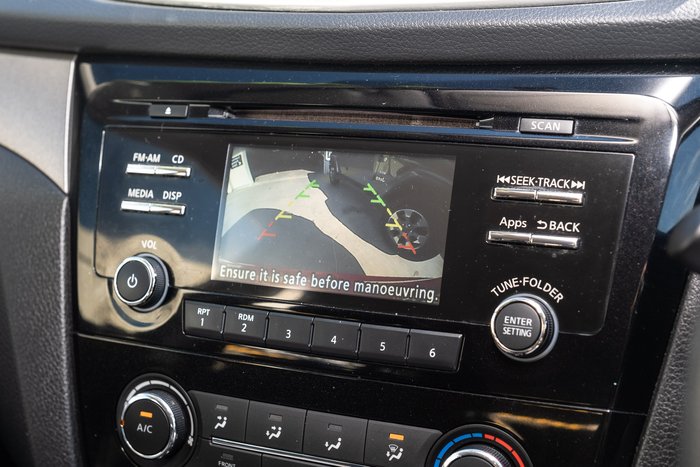 SCAN
FM·AM CD
MEDIA DISP
SEEK·TRACK
Apps BACK
VOL
Ensure it is safe before manoeuvring.
TUNE·FOLDER
ENTER
SETTING
RPT
1
RDM
2
3
4
5
6
A/C
FRONT